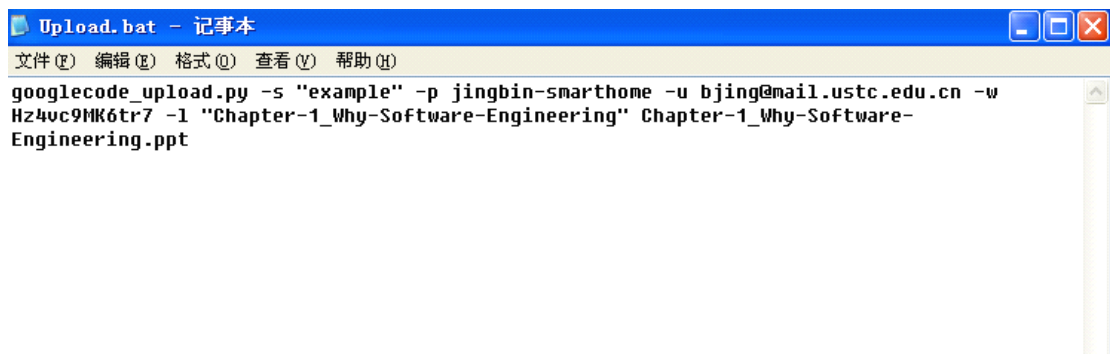 Upload.bat - 记事本
文件(F) 编辑(E) 格式(O) 查看(V) 帮助(H)
googlecode_upload.py -s "example" -p jingbin-smarthome -u bjing@mail.ustc.edu.cn -w
Hz4vc9MK6tr7 -l "Chapter-1_Why-Software-Engineering" Chapter-1_Why-Software-
Engineering.ppt